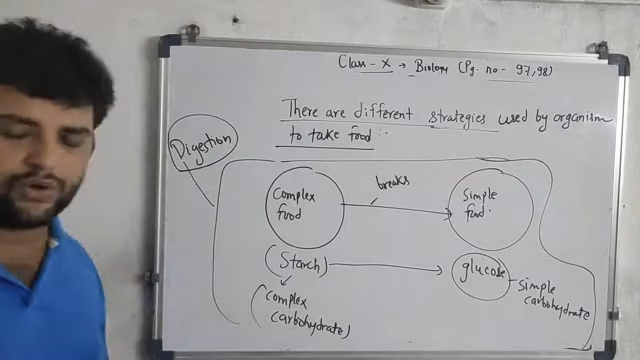 Class - X → Biology (Pg. no - 97, 98)
There are different strategies used by organism
to take food :-
Digestion
Complex
food
breaks
Simple
food.
(Starch)
glucose
simple
carbohydrate
(complex
carbohydrate)